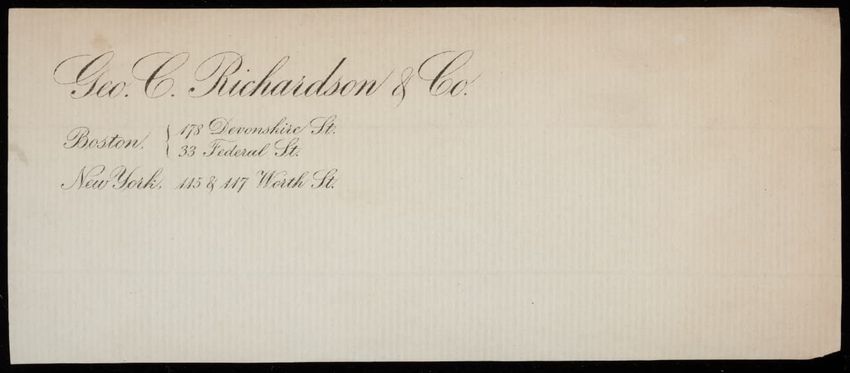 Geo. C. Richardson & Co.
Boston. { 178 Devonshire St.
33 Federal St.
New York. 115 & 117 Worth St.